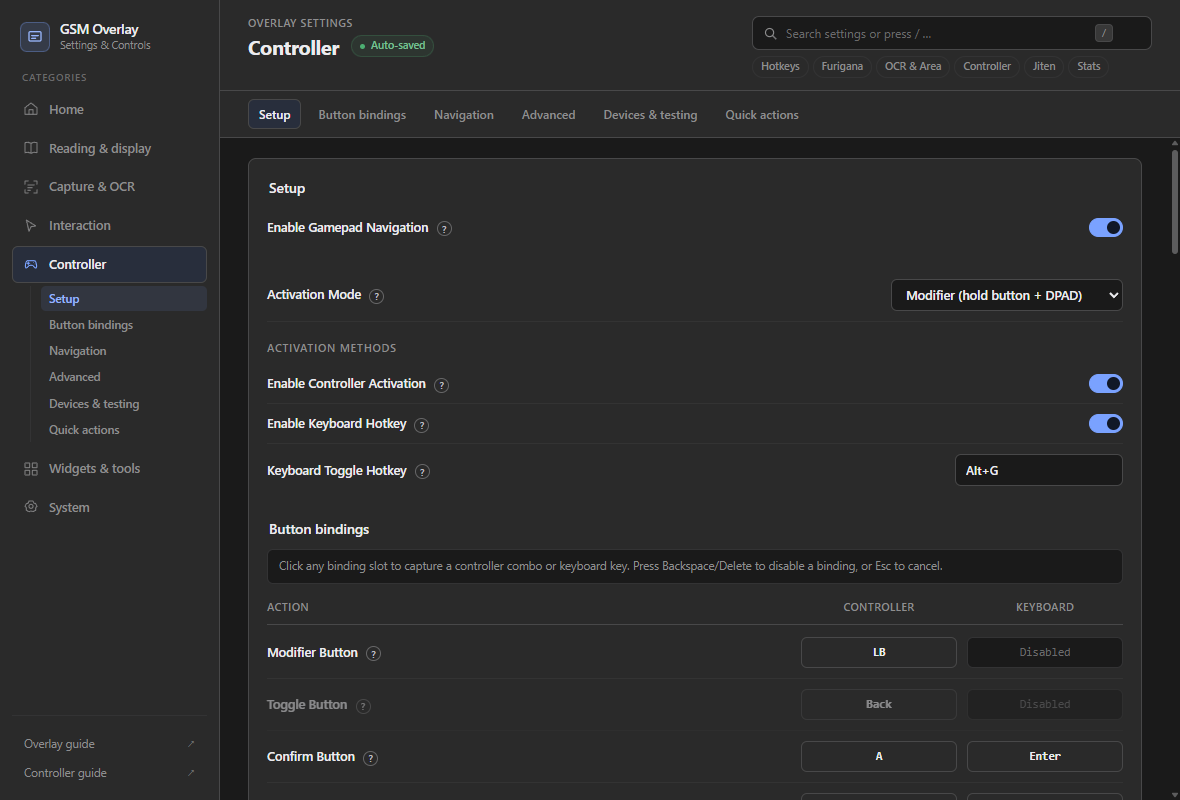 GSM Overlay
Settings & Controls
CATEGORIES
Home
Reading & display
Capture & OCR
Interaction
Controller
Setup
Button bindings
Navigation
Advanced
Devices & testing
Quick actions
Widgets & tools
System
Overlay guide ↗
Controller guide ↗
OVERLAY SETTINGS
Controller
Auto-saved
Search settings or press / ... /
Hotkeys Furigana OCR & Area Controller Jiten Stats
Setup Button bindings Navigation Advanced Devices & testing Quick actions
Setup
Enable Gamepad Navigation ?
Activation Mode ? Modifier (hold button + DPAD)
ACTIVATION METHODS
Enable Controller Activation ?
Enable Keyboard Hotkey ?
Keyboard Toggle Hotkey ? Alt+G
Button bindings
Click any binding slot to capture a controller combo or keyboard key. Press Backspace/Delete to disable a binding, or Esc to cancel.
ACTION CONTROLLER KEYBOARD
Modifier Button ? LB Disabled
Toggle Button ? Back Disabled
Confirm Button ? A Enter